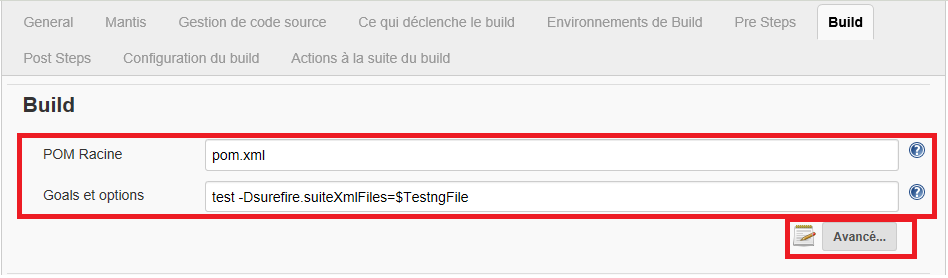 General Mantis Gestion de code source Ce qui déclenche le build Environnements de Build Pre Steps Build
Post Steps Configuration du build Actions à la suite du build
Build
POM Racine pom.xml ?
Goals et options test -Dsurefire.suiteXmlFiles=$TestngFile ?
Avancé...